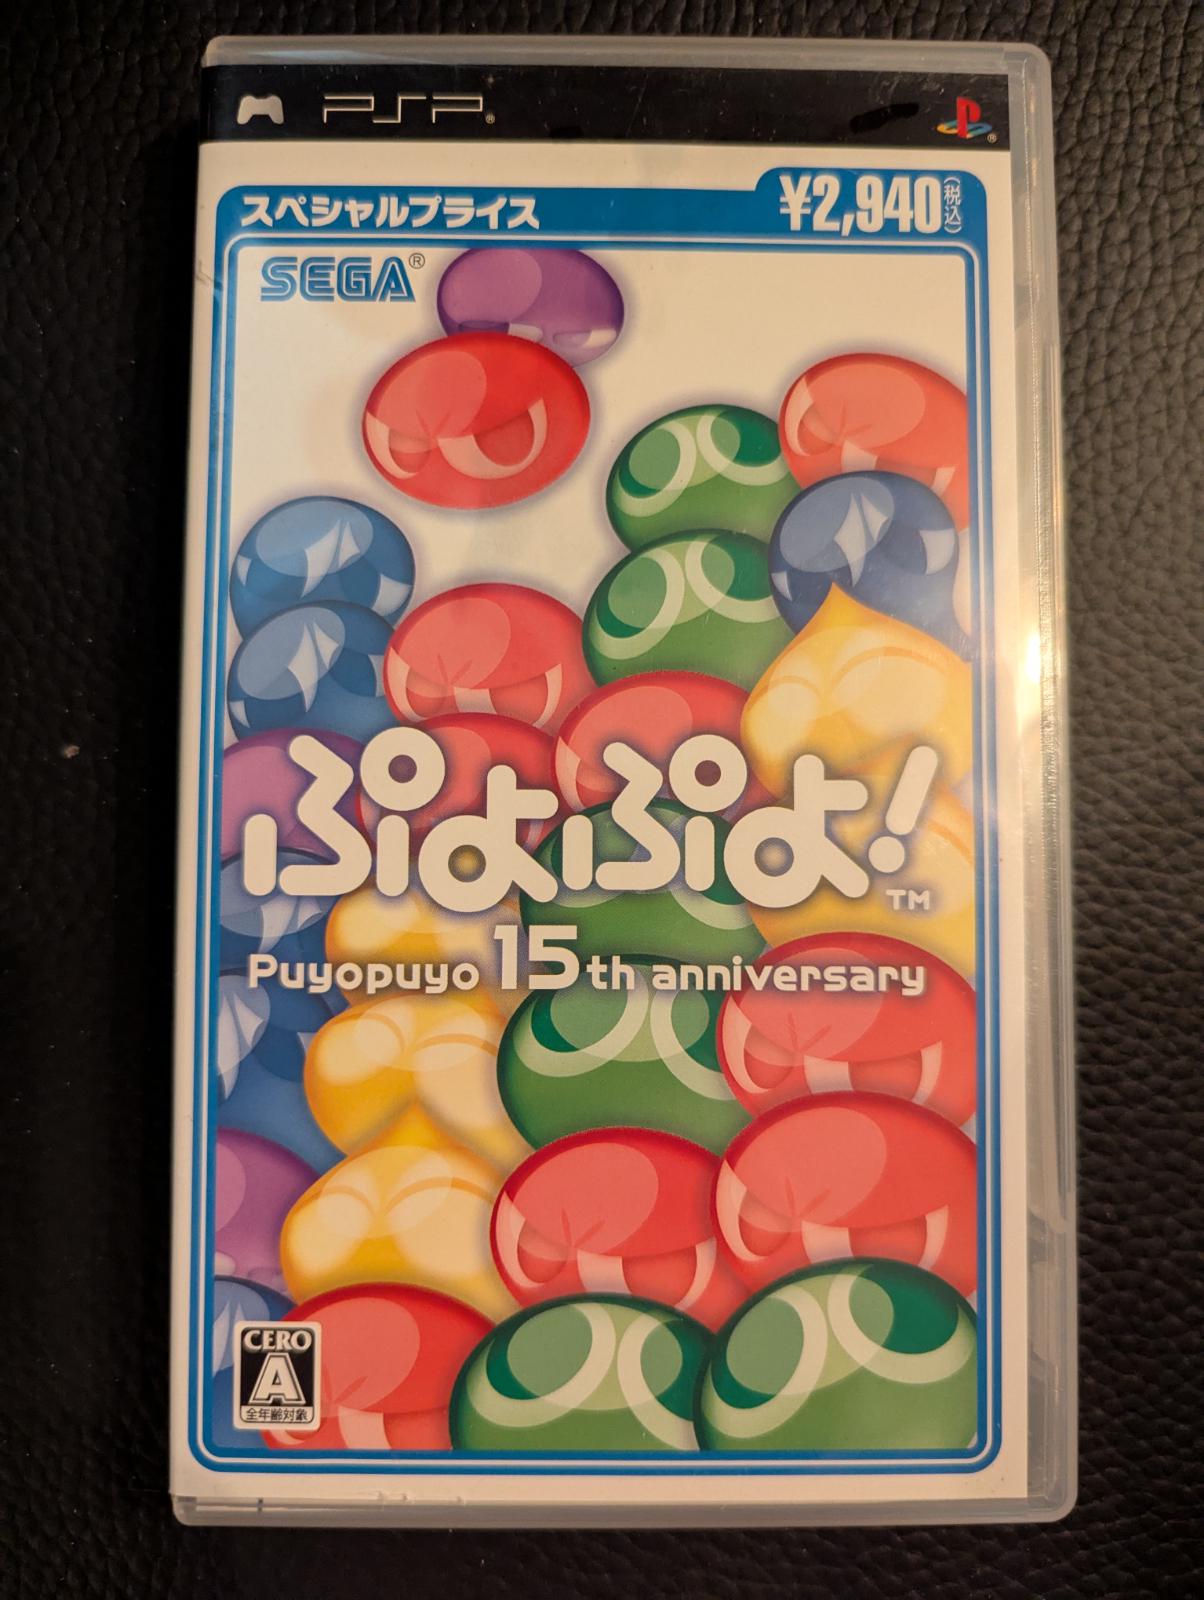 PSP®
®
スペシャルプライス
¥2,940(税込)
SEGA®
ぷよぷよ!
TM
Puyopuyo 15th anniversary
CERO
A
全年齢対象